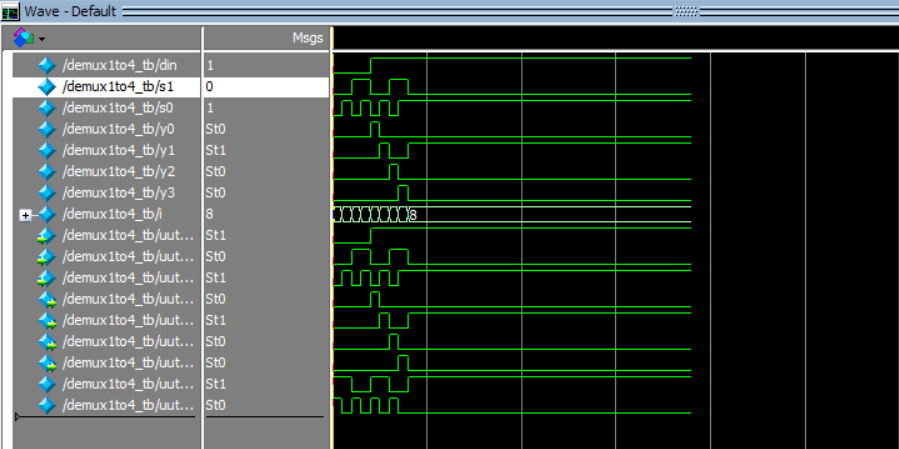 Wave - Default
Msgs
/demux1to4_tb/din 1
/demux1to4_tb/s1 0
/demux1to4_tb/s0 1
/demux1to4_tb/y0 St0
/demux1to4_tb/y1 St1
/demux1to4_tb/y2 St0
/demux1to4_tb/y3 St0
/demux1to4_tb/i 8 8
/demux1to4_tb/uut... St1
/demux1to4_tb/uut... St0
/demux1to4_tb/uut... St1
/demux1to4_tb/uut... St0
/demux1to4_tb/uut... St1
/demux1to4_tb/uut... St0
/demux1to4_tb/uut... St0
/demux1to4_tb/uut... St1
/demux1to4_tb/uut... St0